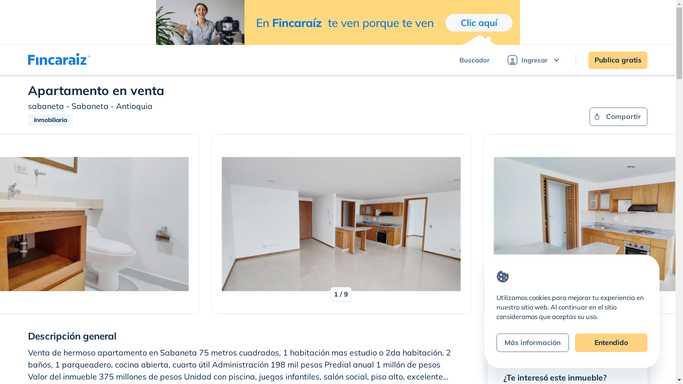 En Fincaraíz te ven porque te ven
Clic aquí
Fincaraíz
Buscador
Ingresar
Publica gratis
Apartamento en venta
sabaneta - Sabaneta - Antioquia
Inmobiliaria
Compartir
1 / 9
Utilizamos cookies para mejorar tu experiencia en
nuestro sitio web. Al continuar en el sitio
consideramos que aceptas su uso.
Más información
Entendido
Descripción general
Venta de hermoso apartamento en Sabaneta 75 metros cuadrados, 1 habitación mas estudio o 2da habitación, 2
baños, 1 parqueadero, cocina abierta, cuarto útil Administración 198 mil pesos Predial anual 1 millón de pesos
Valor del inmueble 375 millones de pesos Unidad con piscina, juegos infantiles, salón social, piso alto, excelente...
¿Te interesó este inmueble?